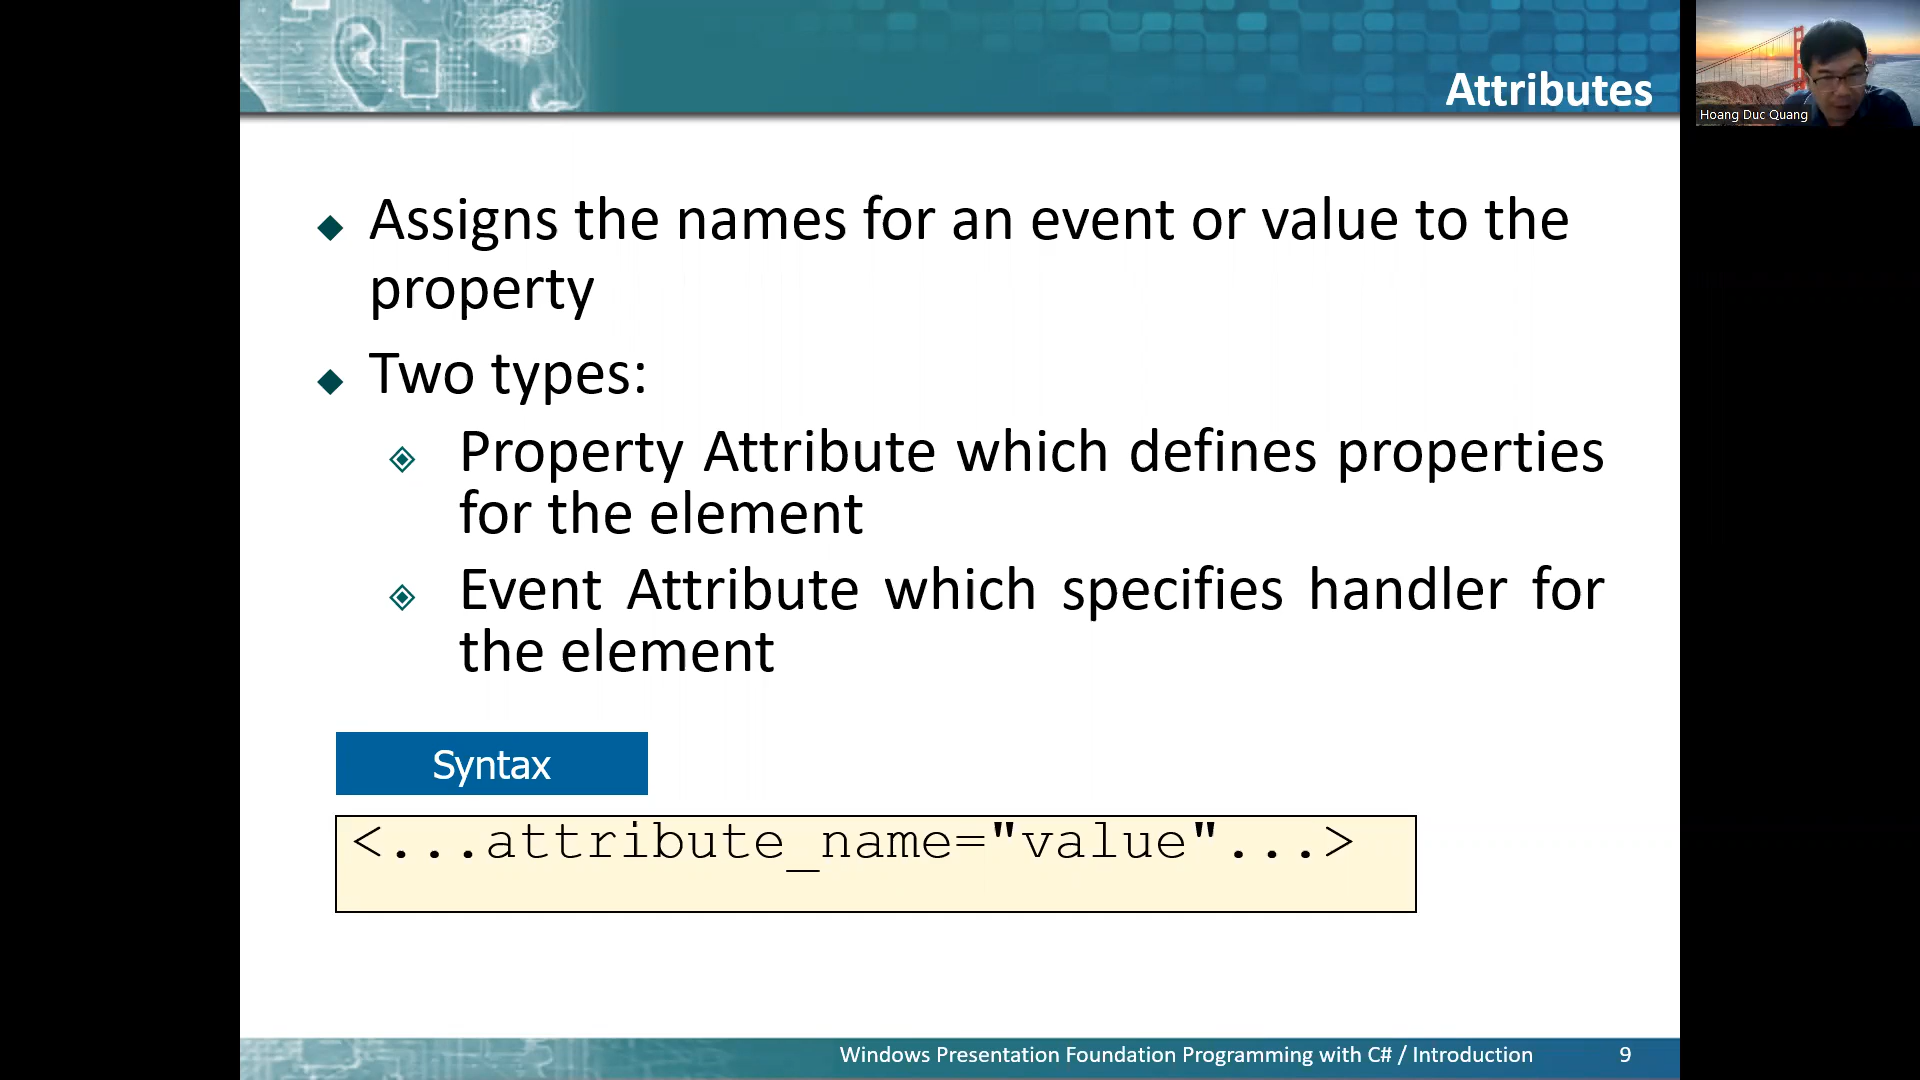 Attributes
Hoang Duc Quang
Assigns the names for an event or value to the
property
Two types:
Property Attribute which defines properties
for the element
Event Attribute which specifies handler for
the element
Syntax
<...attribute_name="value"...>
Windows Presentation Foundation Programming with C# / Introduction
9